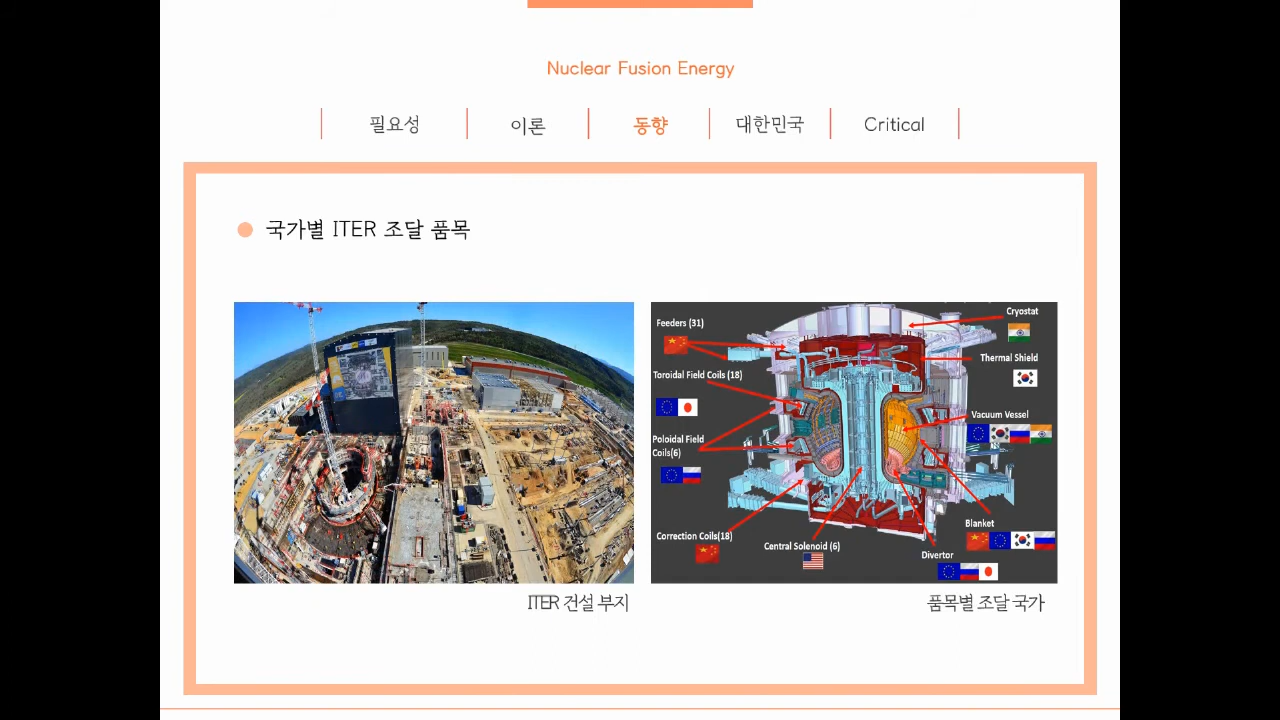 Nuclear Fusion Energy
필요성
이론
동향
대한민국
Critical
국가별 ITER 조달 품목
Feeders (31)
Toroidal Field Coils (18)
Poloidal Field
Coils(6)
Correction Coils(18)
Central Solenoid (6)
Cryostat
Thermal Shield
Vacuum Vessel
Blanket
Divertor
ITER 건설 부지
품목별 조달 국가